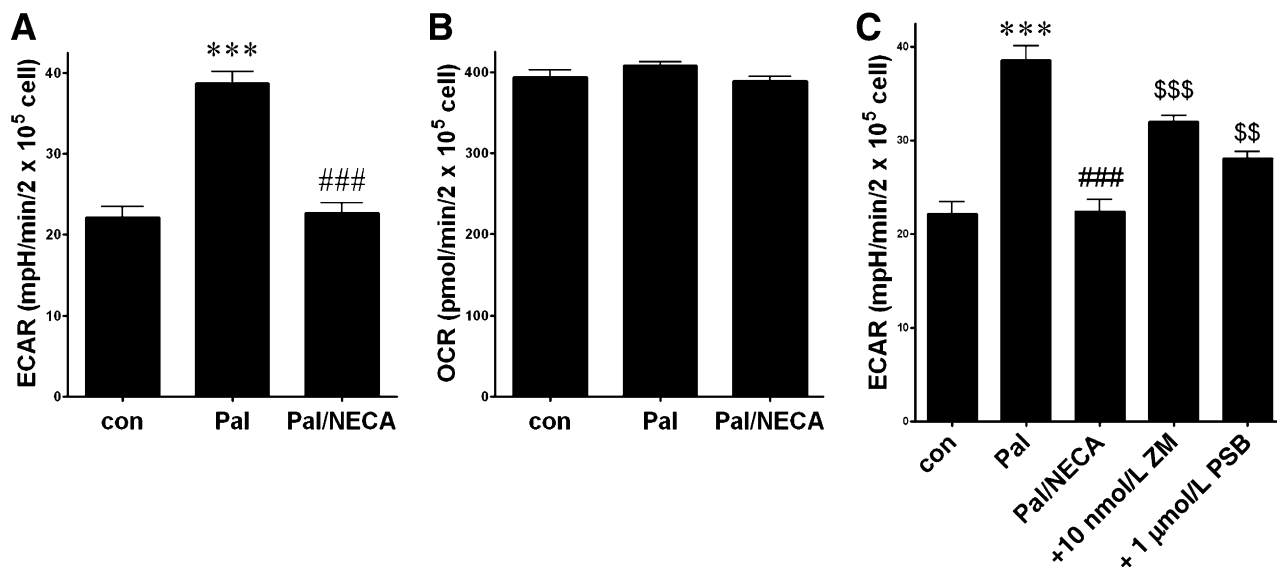 A
ECAR (mpH/min/2 x 10⁵ cell)
40
30
20
10
0
***
###
con
Pal
Pal/NECA
B
OCR (pmol/min/2 x 10⁵ cell)
400
300
200
100
0
con
Pal
Pal/NECA
C
ECAR (mpH/min/2 x 10⁵ cell)
40
30
20
10
0
***
###
$$$
$$
con
Pal
Pal/NECA
+10 nmol/L ZM
+ 1 µmol/L PSB